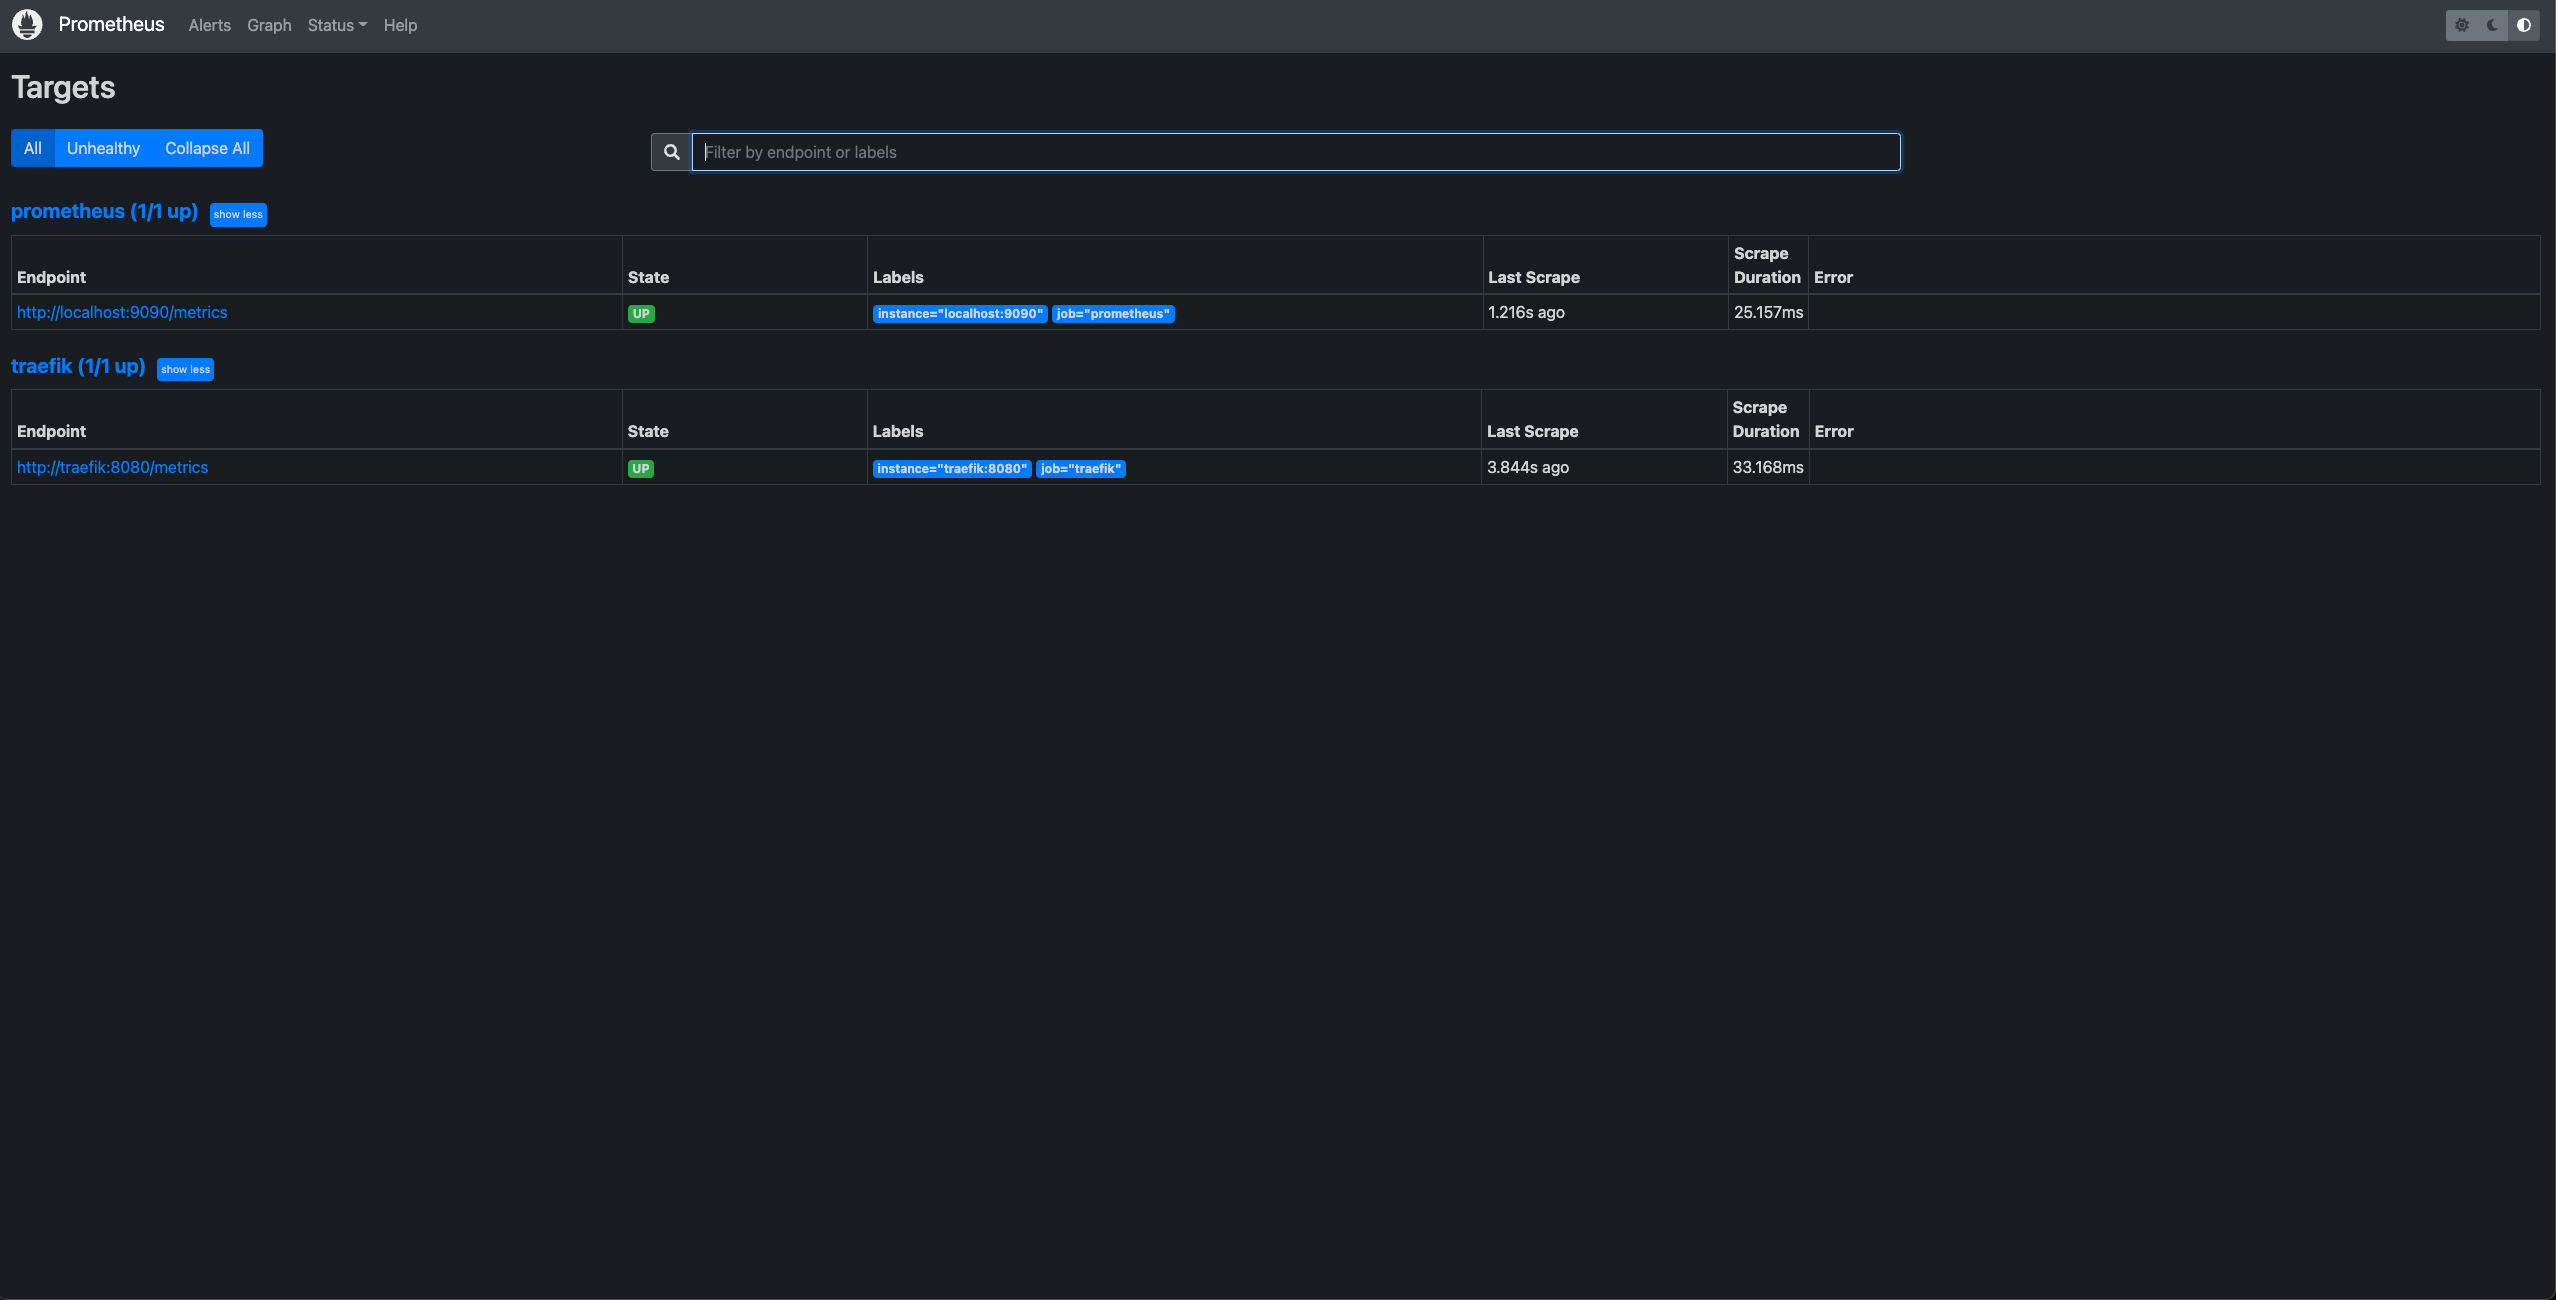 Prometheus Alerts Graph Status Help
Targets
All Unhealthy Collapse All
Filter by endpoint or labels
prometheus (1/1 up) show less
Endpoint State Labels Last Scrape Scrape Duration Error
http://localhost:9090/metrics UP instance="localhost:9090" job="prometheus" 1.216s ago 25.157ms
traefik (1/1 up) show less
Endpoint State Labels Last Scrape Scrape Duration Error
http://traefik:8080/metrics UP instance="traefik:8080" job="traefik" 3.844s ago 33.168ms